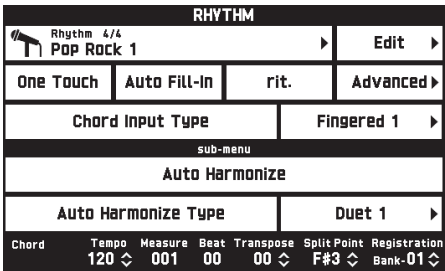 RHYTHM
Rhythm 4/4
Pop Rock 1
Edit
One Touch Auto Fill-In rit. Advanced
Chord Input Type Fingered 1
sub-menu
Auto Harmonize
Auto Harmonize Type Duet 1
Chord Tempo Measure Beat Transpose Split Point Registration
120 001 00 00 F#3 Bank-01